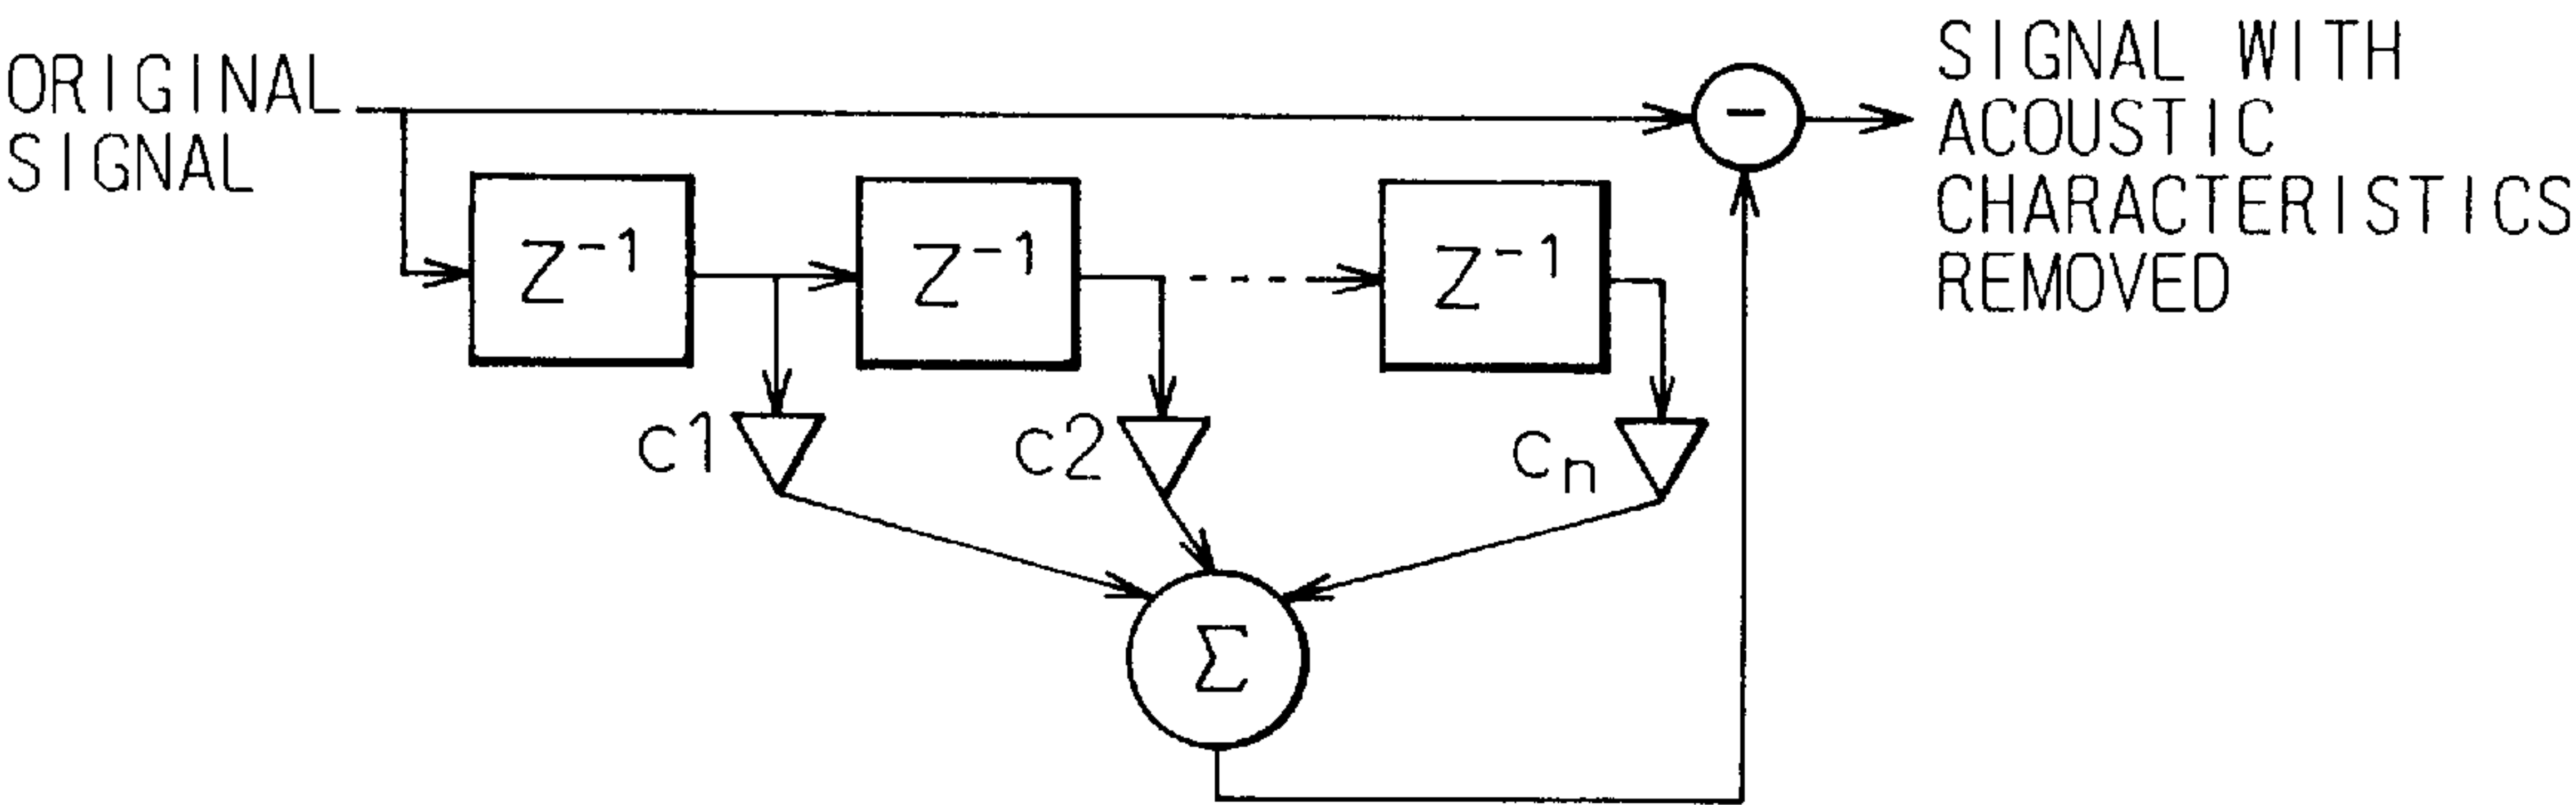 ORIGINAL
SIGNAL
SIGNAL WITH
ACOUSTIC
CHARACTERISTICS
REMOVED
−
Z⁻¹
Z⁻¹
Z⁻¹
c1
c2
cₙ
Σ